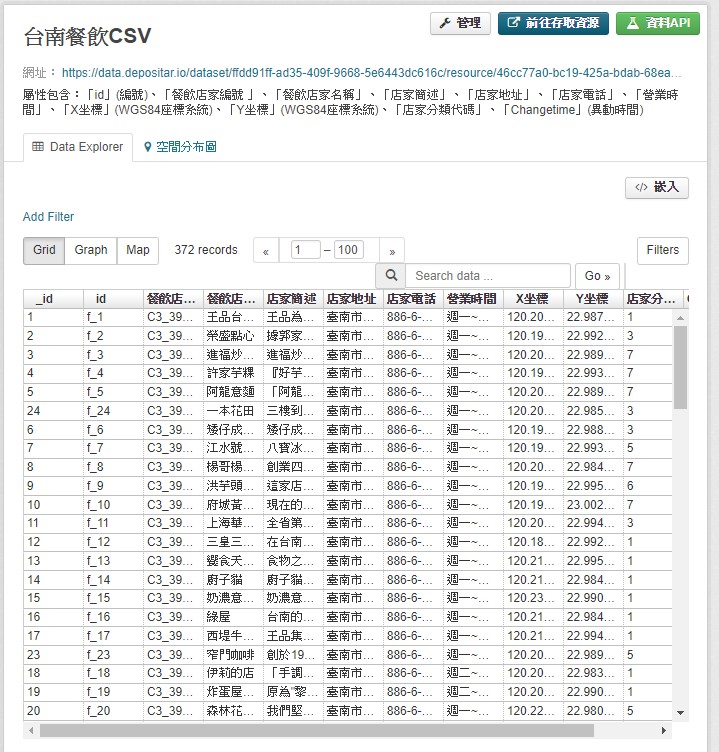 台南餐飲CSV
管理 前往存取資源 資料API
網址： https://data.depositar.io/dataset/ffdd91ff-ad35-409f-9668-5e6443dc616c/resource/46cc77a0-bc19-425a-bdab-68ea…
屬性包含：「id」(編號)、「餐飲店家編號 」、「餐飲店家名稱」、「店家簡述」、「店家地址」、「店家電話」、「營業時
間」、「X坐標」(WGS84座標系統)、「Y坐標」(WGS84座標系統)、「店家分類代碼」、「Changetime」(異動時間)
Data Explorer 空間分布圖
</> 嵌入
Add Filter
Grid Graph Map 372 records « 1 – 100 » Filters
Search data ... Go »
_id id 餐飲店… 餐飲店… 店家簡述 店家地址 店家電話 營業時間 X坐標 Y坐標 店家分…
1 f_1 C3_39… 王品台… 王品為… 臺南市… 886-6-… 週一~… 120.20… 22.987… 1
2 f_2 C3_39… 榮盛點心 據郭家… 臺南市… 886-6-… 週一~… 120.19… 22.992… 3
3 f_3 C3_39… 進福炒… 進福炒… 臺南市… 886-6-… 週一~… 120.20… 22.989… 7
4 f_4 C3_39… 許家芋粿 『好芋… 臺南市… 886-6-… 週一~… 120.19… 22.993… 7
5 f_5 C3_39… 阿龍意麵 「阿龍… 臺南市… 886-6-… 週一~… 120.20… 22.989… 7
24 f_24 C3_39… 一本花田 三樓到… 臺南市… 886-6-… 週一~… 120.20… 22.985… 3
6 f_6 C3_39… 矮仔成… 矮仔成… 臺南市… 886-6-… 週一~… 120.19… 22.988… 3
7 f_7 C3_39… 江水號… 八寶冰… 臺南市… 886-6-… 週一~… 120.19… 22.993… 5
8 f_8 C3_39… 楊哥楊… 創業四… 臺南市… 886-6-… 週一~… 120.20… 22.984… 7
9 f_9 C3_39… 洪芋頭… 這家店… 臺南市… 886-6-… 週一~… 120.19… 22.995… 6
10 f_10 C3_39… 府城黃… 現在的… 臺南市… 886-6-… 週一~… 120.19… 23.002… 7
11 f_11 C3_39… 上海華… 全省第… 臺南市… 886-6-… 週一~… 120.20… 22.994… 3
12 f_12 C3_39… 三皇三… 在台南… 臺南市… 886-6-… 週一~… 120.18… 22.992… 1
13 f_13 C3_39… 饗食天… 食物之… 臺南市… 886-6-… 週一~… 120.21… 22.995… 1
14 f_14 C3_39… 廚子貓 廚子貓… 臺南市… 886-6-… 週一~… 120.21… 22.984… 1
15 f_15 C3_39… 奶濃意… 奶濃意… 臺南市… 886-6-… 週一~… 120.23… 22.990… 1
16 f_16 C3_39… 綠屋 台南的… 臺南市… 886-6-… 週一~… 120.21… 22.984… 1
17 f_17 C3_39… 西堤牛… 王品集… 臺南市… 886-6-… 週一~… 120.21… 22.994… 1
23 f_23 C3_39… 窄門咖啡 創於19… 臺南市… 886-6-… 週一~… 120.20… 22.989… 5
18 f_18 C3_39… 伊莉的店 「手調… 臺南市… 886-6-… 週二~… 120.20… 22.983… 1
19 f_19 C3_39… 炸蛋屋… 原為"黎… 臺南市… 886-6-… 週二~… 120.20… 22.990… 1
20 f_20 C3_39… 森林花… 我們堅… 臺南市… 886-6-… 週一~… 120.22… 22.980… 5